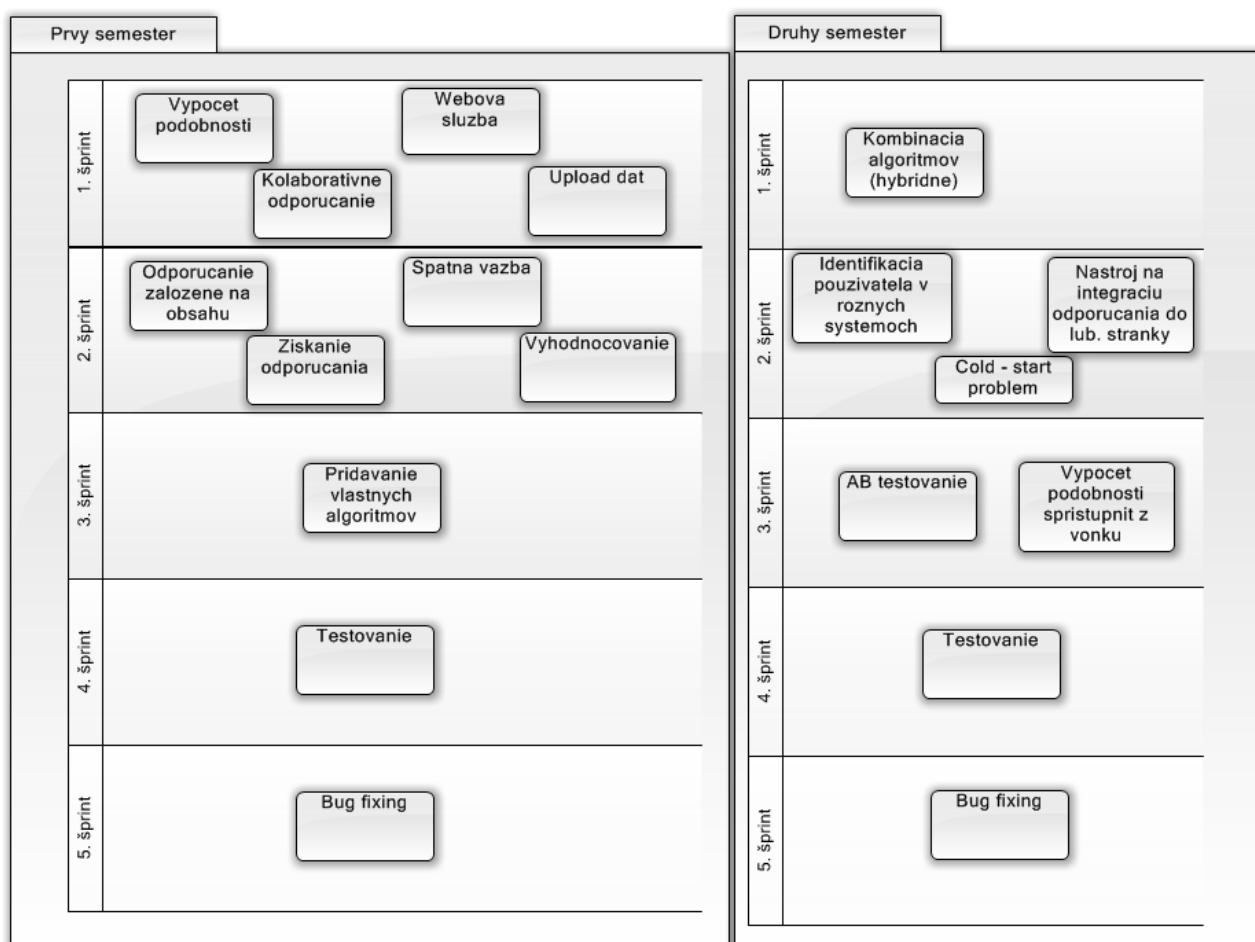 Prvy semester
1. šprint
Vypocet
podobnosti
Kolaborativne
odporucanie
Webova
sluzba
Upload dat
2. šprint
Odporucanie
zalozene na
obsahu
Ziskanie
odporucania
Spatna vazba
Vyhodnocovanie
3. šprint
Pridavanie
vlastnych
algoritmov
4. šprint
Testovanie
5. šprint
Bug fixing
Druhy semester
1. šprint
Kombinacia
algoritmov
(hybridne)
2. šprint
Identifikacia
pouzivatela v
roznych
systemoch
Cold - start
problem
Nastroj na
integraciu
odporucania do
lub. stranky
3. šprint
AB testovanie
Vypocet
podobnosti
spristupnit z
vonku
4. šprint
Testovanie
5. šprint
Bug fixing